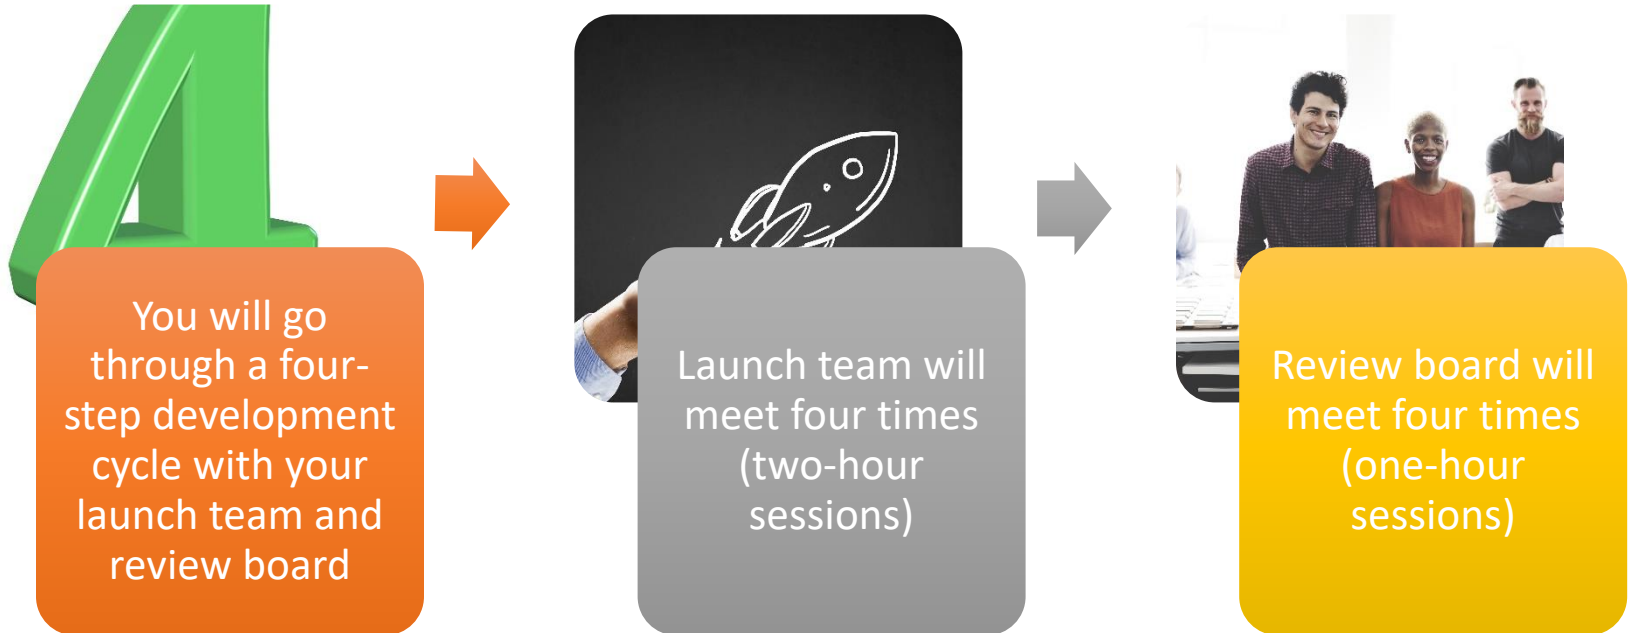 4
You will go
through a four-
step development
cycle with your
launch team and
review board
Launch team will
meet four times
(two-hour
sessions)
Review board will
meet four times
(one-hour
sessions)